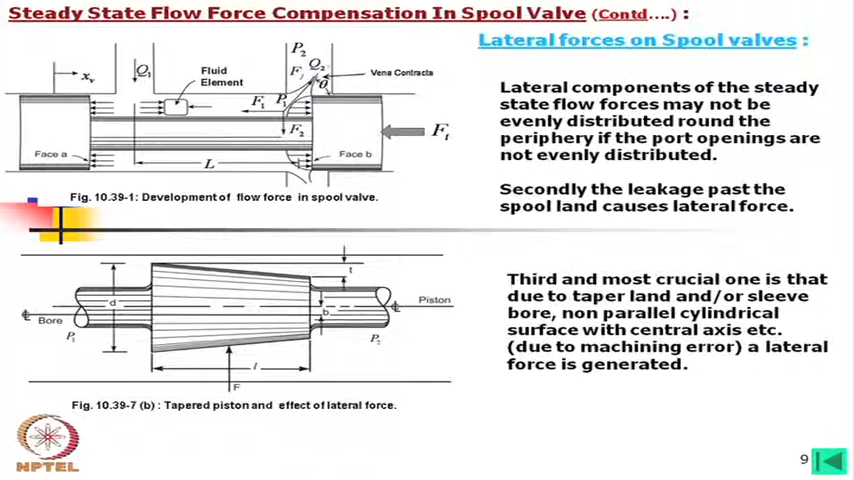 Steady State Flow Force Compensation In Spool Valve (Contd....) :
Lateral forces on Spool valves :
P₂
Q₁
Q₂
x_v
Fluid
Element
F_j
Vena Contracta
θ
F₁
P₁
F₂
F_t
Face a
L
Face b
Fig. 10.39-1: Development of flow force in spool valve.
Lateral components of the steady
state flow forces may not be
evenly distributed round the
periphery if the port openings are
not evenly distributed.
Secondly the leakage past the
spool land causes lateral force.
t
d
b
Piston
Bore
P₁
P₂
l
F
Fig. 10.39-7 (b) : Tapered piston and effect of lateral force.
Third and most crucial one is that
due to taper land and/or sleeve
bore, non parallel cylindrical
surface with central axis etc.
(due to machining error) a lateral
force is generated.
NPTEL
9